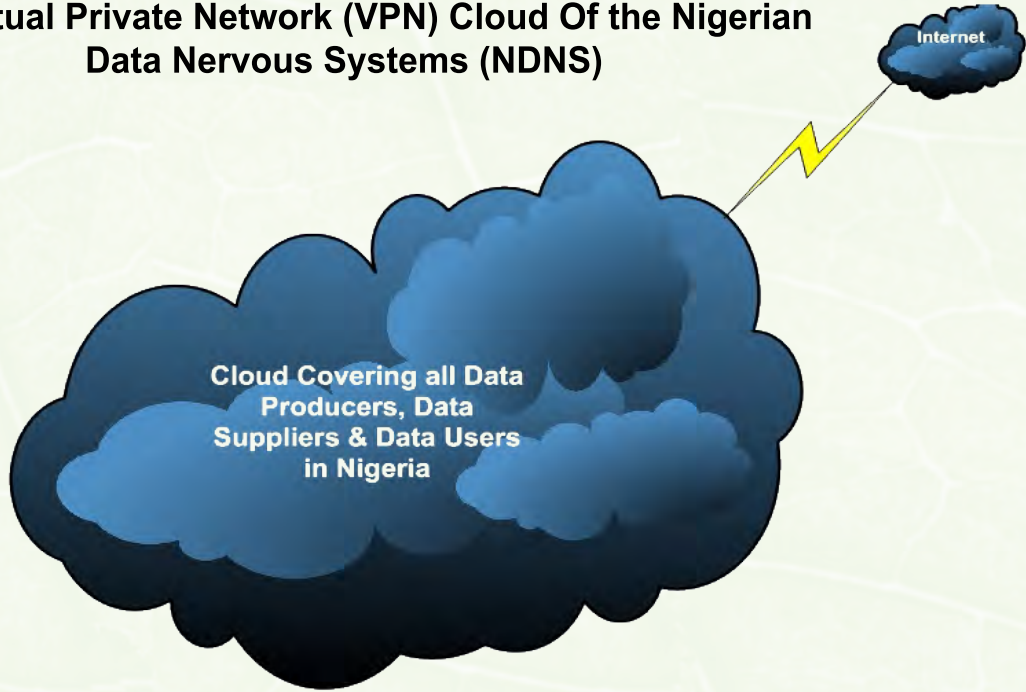 tual Private Network (VPN) Cloud Of the Nigerian
Data Nervous Systems (NDNS)
Internet
Cloud Covering all Data
Producers, Data
Suppliers & Data Users
in Nigeria